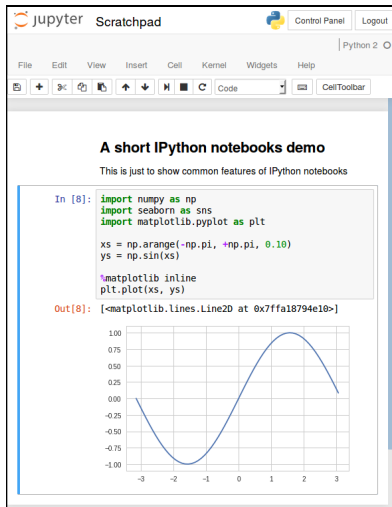 jupyter Scratchpad Control Panel Logout
Python 2
File Edit View Insert Cell Kernel Widgets Help
Code CellToolbar
A short IPython notebooks demo
This is just to show common features of IPython notebooks
In [8]: import numpy as np
import seaborn as sns
import matplotlib.pyplot as plt
xs = np.arange(-np.pi, +np.pi, 0.10)
ys = np.sin(xs)
%matplotlib inline
plt.plot(xs, ys)
Out[8]: [<matplotlib.lines.Line2D at 0x7ffa18794e10>]
1.00
0.75
0.50
0.25
0.00
−0.25
−0.50
−0.75
−1.00
−3 −2 −1 0 1 2 3